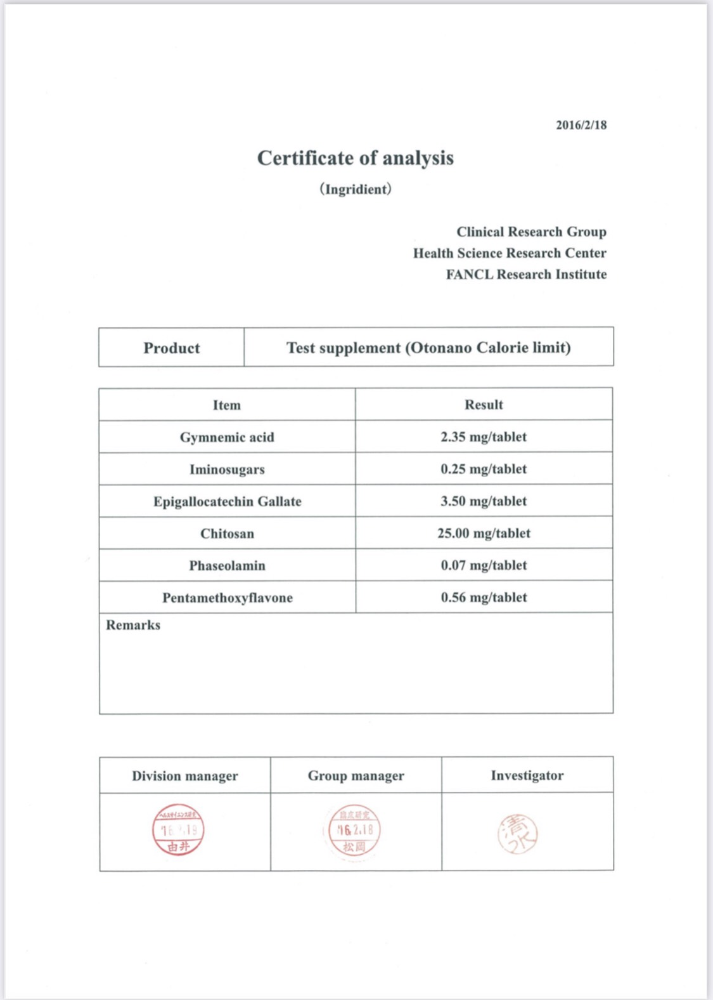 2016/2/18
Certificate of analysis
(Ingridient)
Clinical Research Group
Health Science Research Center
FANCL Research Institute
Product Test supplement (Otonano Calorie limit)
Item Result
Gymnemic acid 2.35 mg/tablet
Iminosugars 0.25 mg/tablet
Epigallocatechin Gallate 3.50 mg/tablet
Chitosan 25.00 mg/tablet
Phaseolamin 0.07 mg/tablet
Pentamethoxyflavone 0.56 mg/tablet
Remarks
Division manager Group manager Investigator
ヘルスサイエンス研究
由井
臨床研究
'16.2.18
松岡
清水